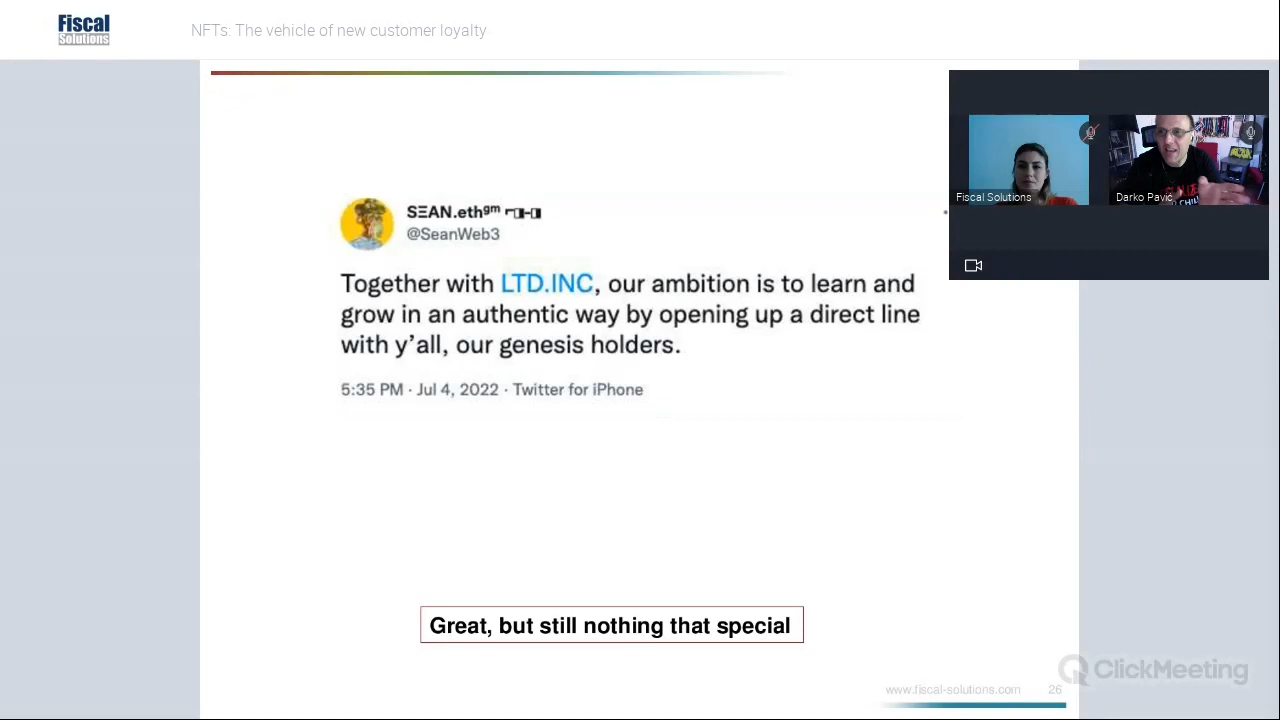 Fiscal
Solutions
NFTs: The vehicle of new customer loyalty
Fiscal Solutions
Darko Pavić
SΞAN.ethᵍᵐ ⌐◨-◨
@SeanWeb3
Together with LTD.INC, our ambition is to learn and
grow in an authentic way by opening up a direct line
with y’all, our genesis holders.
5:35 PM · Jul 4, 2022 · Twitter for iPhone
Great, but still nothing that special
ClickMeeting
www.fiscal-solutions.com 26